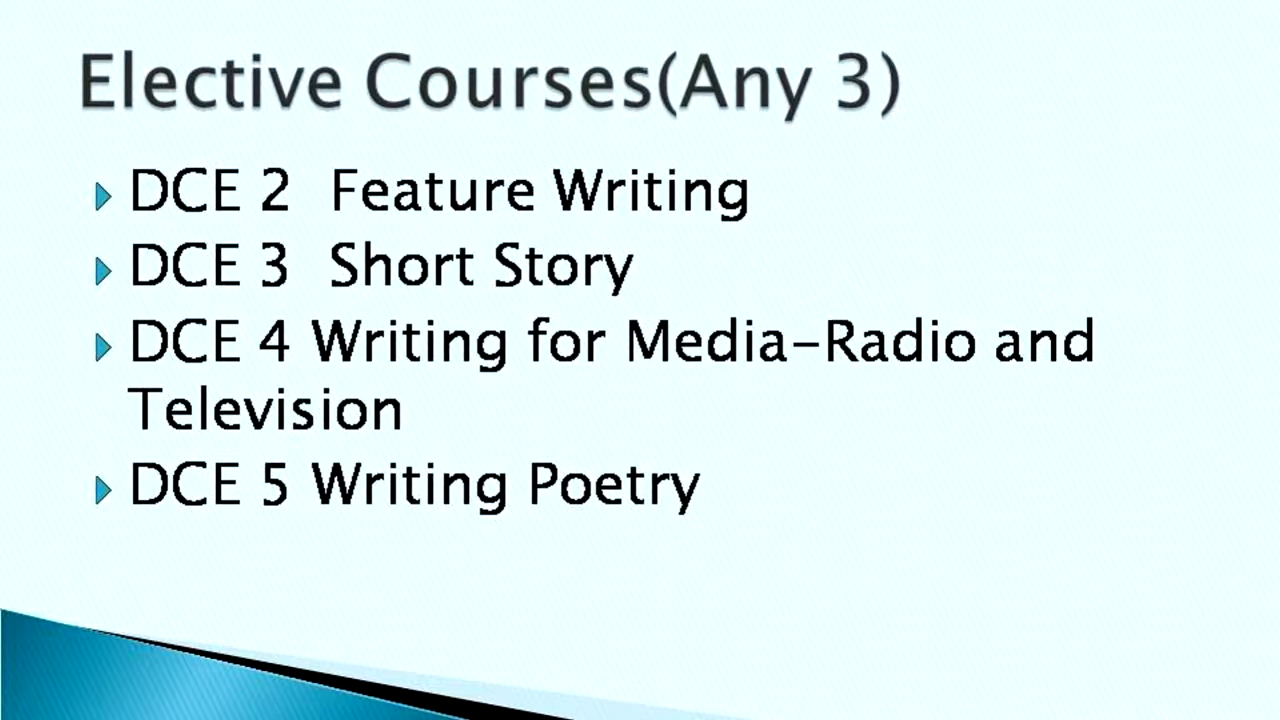 Elective Courses(Any 3)
DCE 2 Feature Writing
DCE 3 Short Story
DCE 4 Writing for Media-Radio and
Television
DCE 5 Writing Poetry